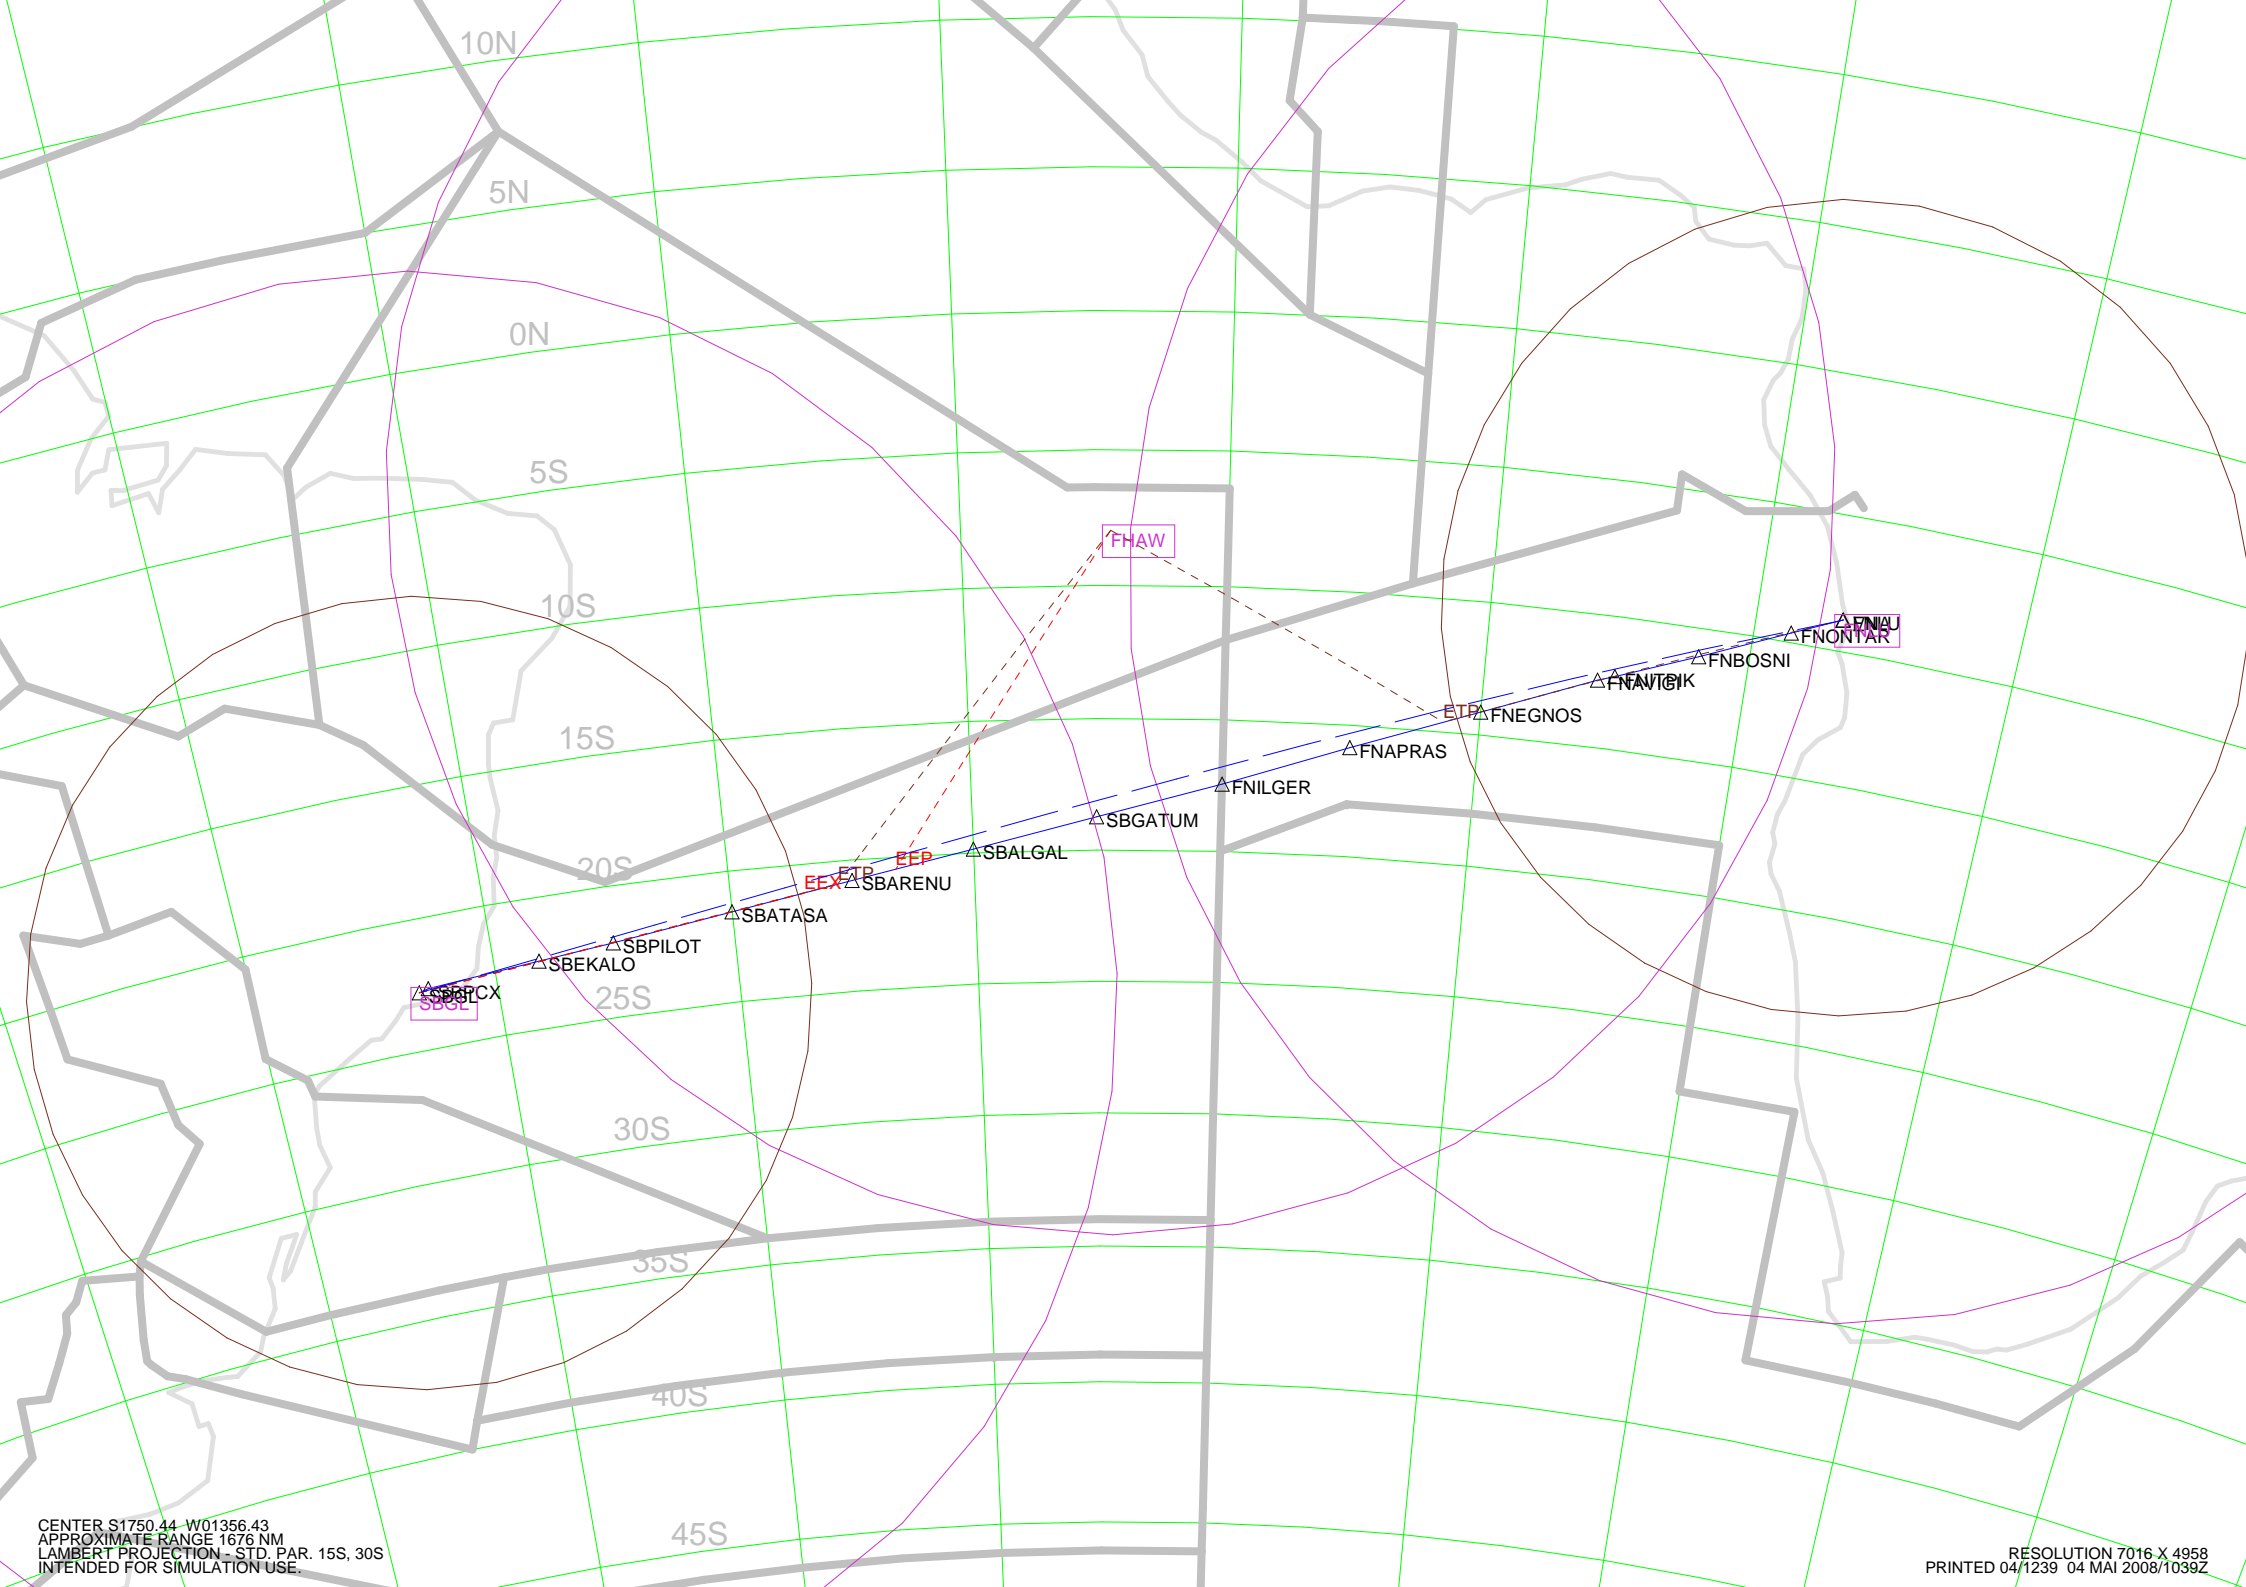 10N
5N
0N
5S
FHAW
10S
FNLU
FNONTAR
FNBOSNI
FNITPIK
FNAVIGI
ETP
FNEGNOS
15S
FNAPRAS
FNILGER
SBGATUM
SBALGAL
EEP
20S
ETP
EEX
SBARENU
SBATASA
SBPILOT
SBEKALO
SBPCX
SBGL
25S
30S
35S
40S
45S
CENTER S1750.44 W01356.43
APPROXIMATE RANGE 1676 NM
LAMBERT PROJECTION - STD. PAR. 15S, 30S
INTENDED FOR SIMULATION USE.
RESOLUTION 7016 X 4958
PRINTED 04/1239 04 MAI 2008/1039Z